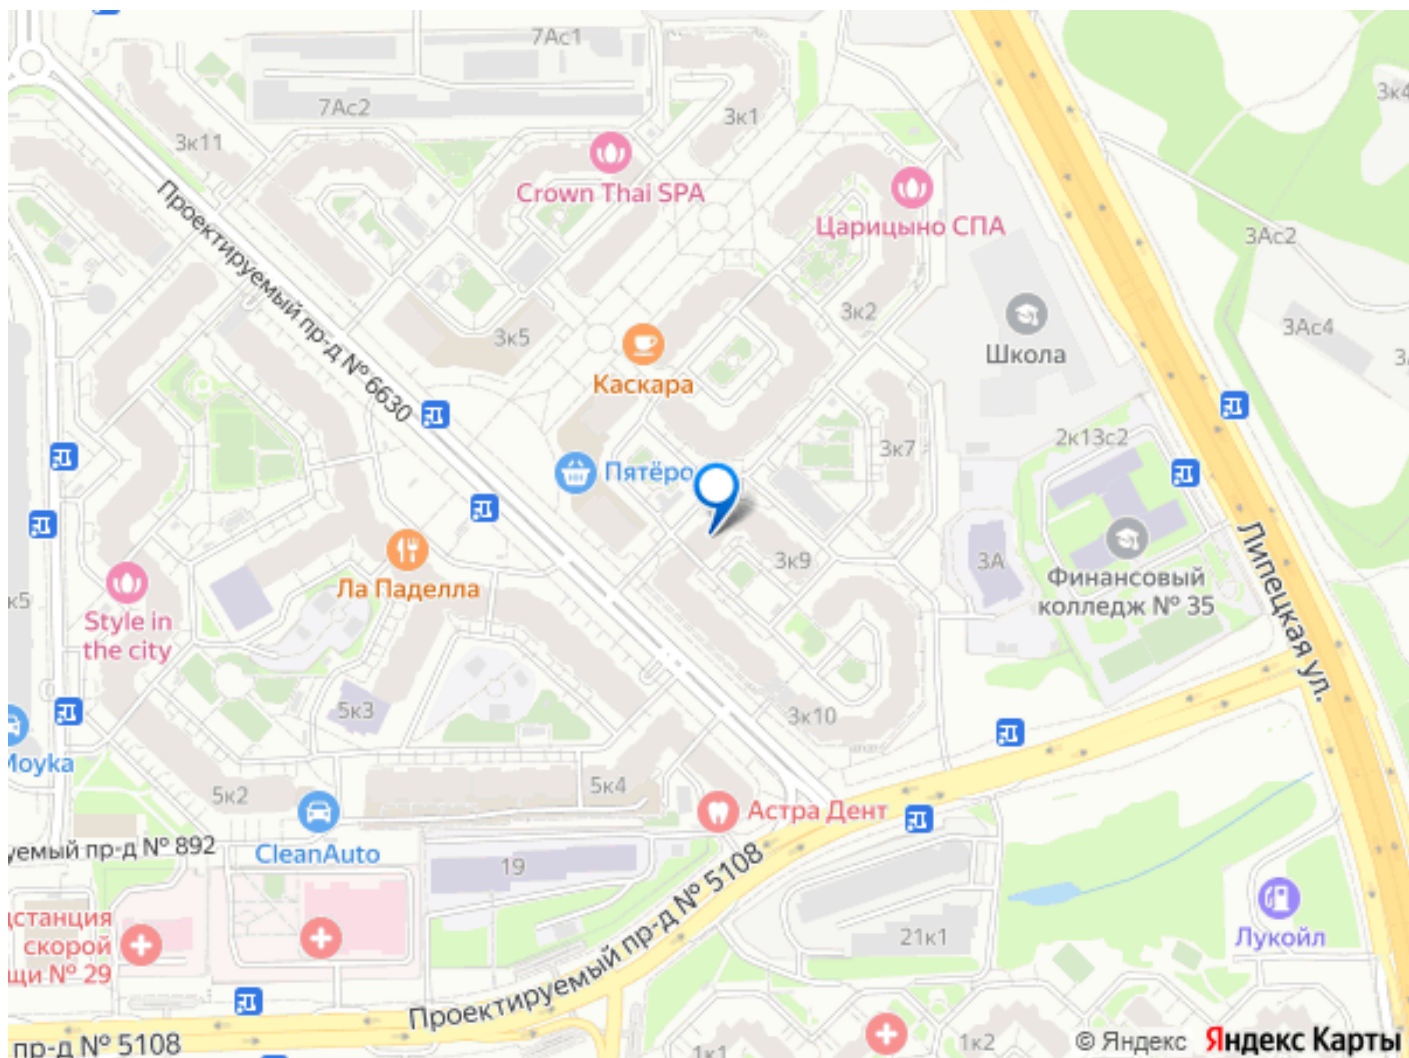 7Ас1
7Ас2
3к1
3к4
3к11
Crown Thai SPA
Царицыно СПА
3Ас2
Проектируемый пр-д № 6630
3к2
3к5
Школа
3Ас4
Каскара
2к13с2
3к7
Пятёро
3к9
3А
Финансовый
колледж № 35
Липецкая ул.
Ла Паделла
к5
Style in
the city
5к3
3к10
Moyka
5к2
5к4
Астра Дент
уемый пр-д № 892
CleanAuto
19
Проектируемый пр-д № 5108
дстанция
скорой
щи № 29
21к1
Лукойл
пр-д № 5108
1к1
1к2
© Яндекс Яндекс Карты